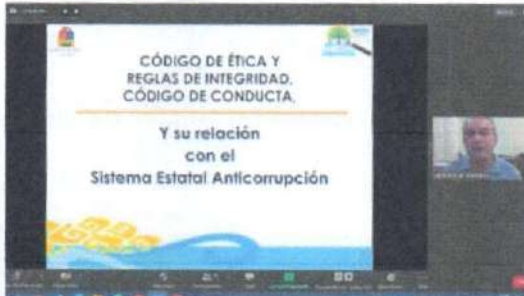 CÓDIGO DE ÉTICA Y
REGLAS DE INTEGRIDAD,
CÓDIGO DE CONDUCTA,
Y su relación
con el
Sistema Estatal Anticorrupción